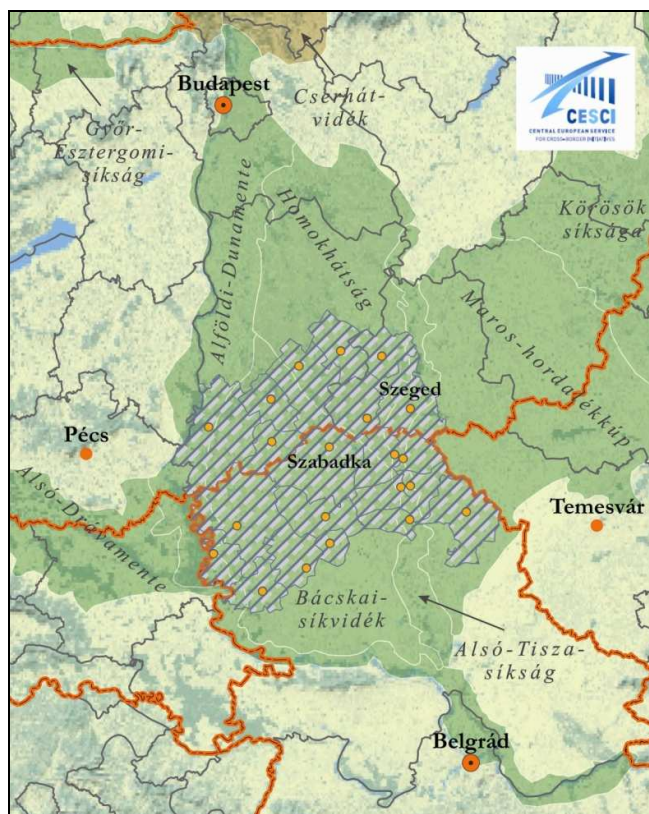 Budapest
Cserhát-
vidék
CESCI
CENTRAL EUROPEAN SERVICE
FOR CROSS-BORDER INITIATIVES
Győr-
Esztergomi-
síkság
Alföldi-Dunamente
Homokhátság
Körösök
síksága
Maros-hordalékkúp
Szeged
Pécs
Szabadka
Alsó-Drávamente
Temesvár
Bácskai-
síkvidék
Alsó-Tisza-
síkság
Belgrád